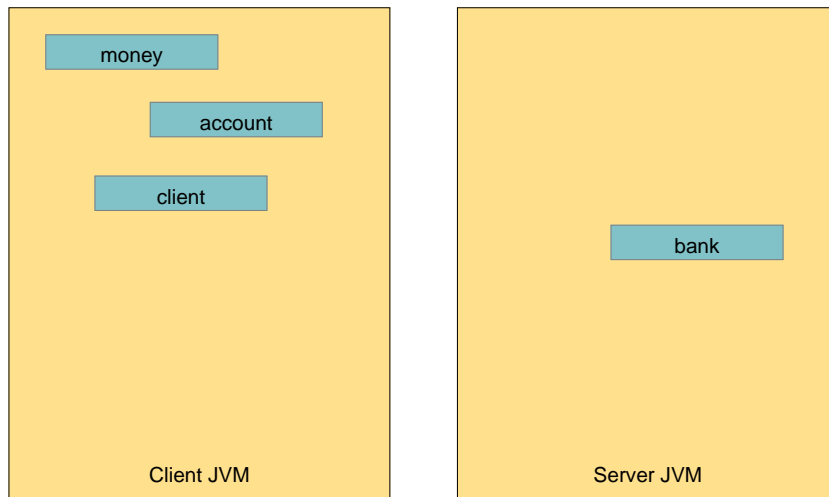 money
account
client
bank
Client JVM
Server JVM